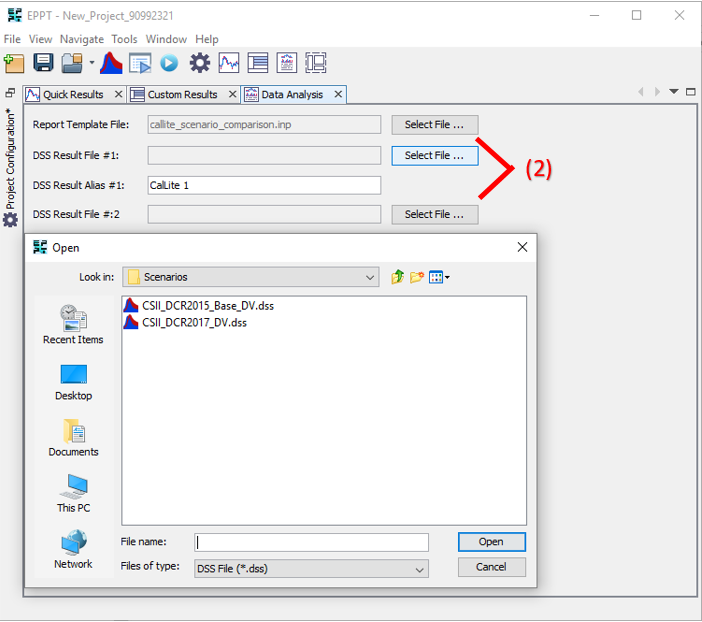 EPPT - New_Project_90992321
File View Navigate Tools Window Help
Quick Results Custom Results Data Analysis
Project Configuration*
Report Template File: callite_scenario_comparison.inp Select File ...
DSS Result File #1: Select File ...
(2)
DSS Result Alias #1: CalLite 1
DSS Result File #:2 Select File ...
Open
Look in: Scenarios
CSII_DCR2015_Base_DV.dss
CSII_DCR2017_DV.dss
Recent Items
Desktop
Documents
This PC
Network
File name: Open
Files of type: DSS File (*.dss) Cancel